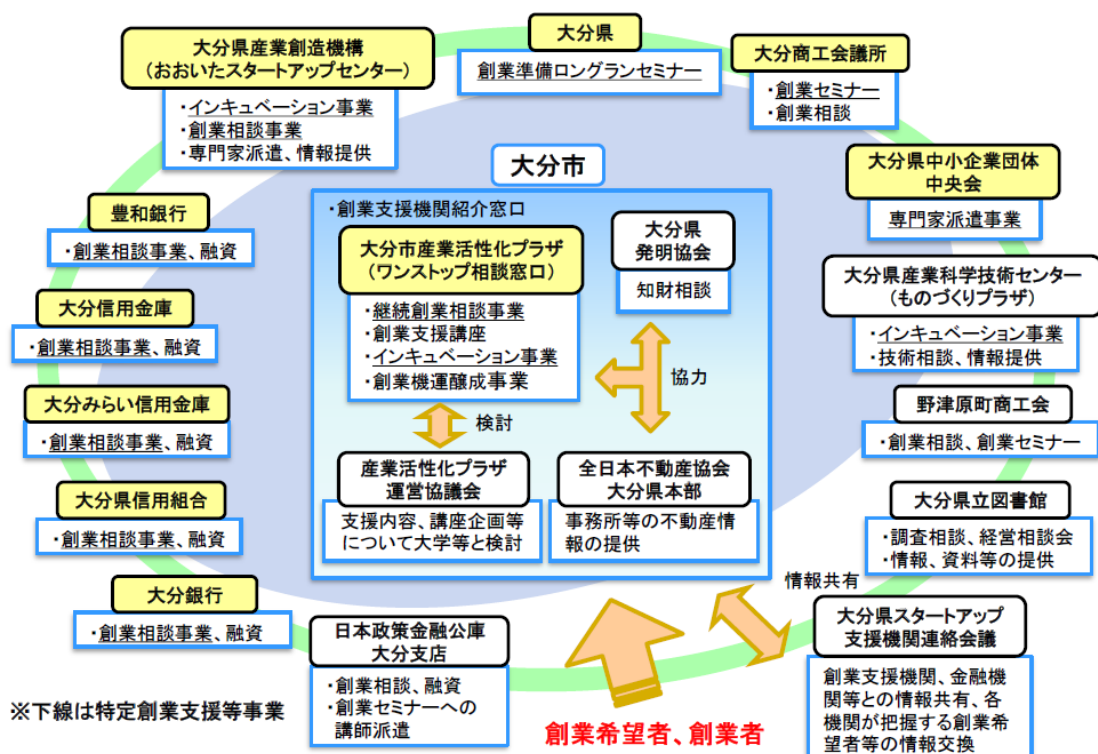 大分県産業創造機構
(おおいたスタートアップセンター)
・インキュベーション事業
・創業相談事業
・専門家派遣、情報提供
大分県
創業準備ロングランセミナー
大分商工会議所
・創業セミナー
・創業相談
大分県中小企業団体
中央会
専門家派遣事業
大分県産業科学技術センター
(ものづくりプラザ)
・インキュベーション事業
・技術相談、情報提供
野津原町商工会
・創業相談、創業セミナー
大分県立図書館
・調査相談、経営相談会
・情報、資料等の提供
大分県スタートアップ
支援機関連絡会議
創業支援機関、金融機
関等との情報共有、各
機関が把握する創業希
望者等の情報交換
情報共有
豊和銀行
・創業相談事業、融資
大分信用金庫
・創業相談事業、融資
大分みらい信用金庫
・創業相談事業、融資
大分県信用組合
・創業相談事業、融資
大分銀行
・創業相談事業、融資
日本政策金融公庫
大分支店
・創業相談、融資
・創業セミナーへの
講師派遣
大分市
・創業支援機関紹介窓口
大分市産業活性化プラザ
(ワンストップ相談窓口)
・継続創業相談事業
・創業支援講座
・インキュベーション事業
・創業機運醸成事業
大分県
発明協会
知財相談
協力
検討
産業活性化プラザ
運営協議会
支援内容、講座企画等
について大学等と検討
全日本不動産協会
大分県本部
事務所等の不動産情
報の提供
創業希望者、創業者
※下線は特定創業支援等事業